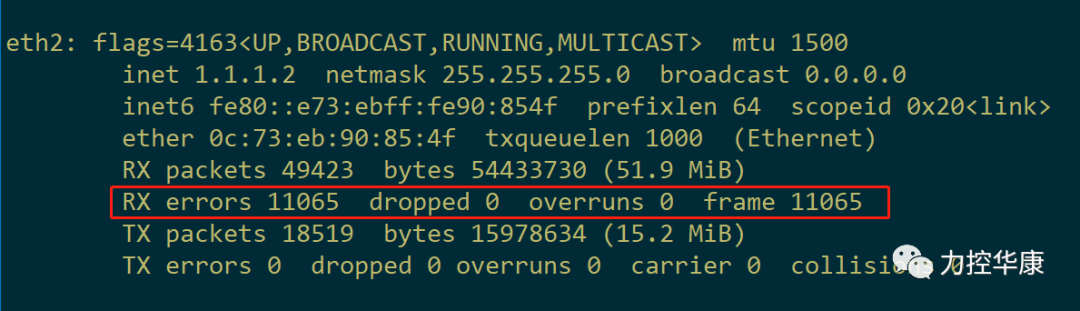 eth2: flags=4163<UP,BROADCAST,RUNNING,MULTICAST>  mtu 1500
inet 1.1.1.2  netmask 255.255.255.0  broadcast 0.0.0.0
inet6 fe80::e73:ebff:fe90:854f  prefixlen 64  scopeid 0x20<link>
ether 0c:73:eb:90:85:4f  txqueuelen 1000  (Ethernet)
RX packets 49423  bytes 54433730 (51.9 MiB)
RX errors 11065  dropped 0  overruns 0  frame 11065
TX packets 18519  bytes 15978634 (15.2 MiB)
TX errors 0  dropped 0 overruns 0  carrier 0  collisions 0
力控华康